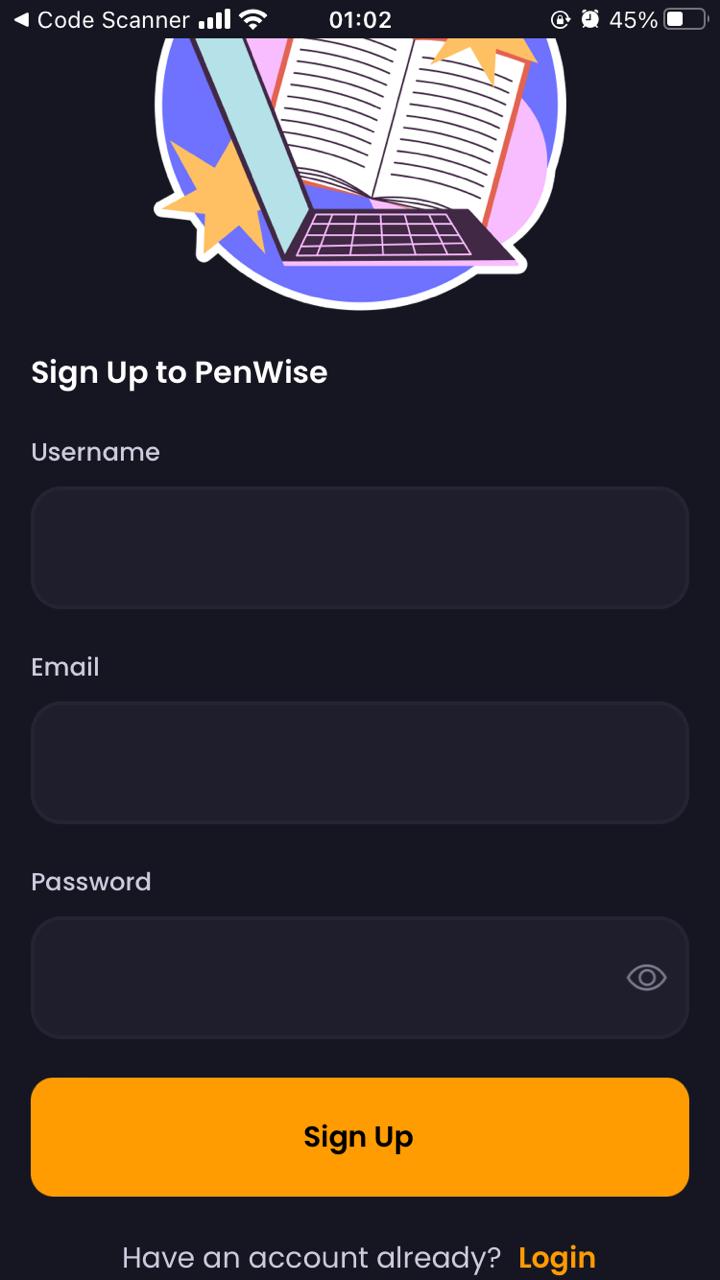 Code Scanner 01:02 45%
Sign Up to PenWise
Username
Email
Password
Sign Up
Have an account already? Login